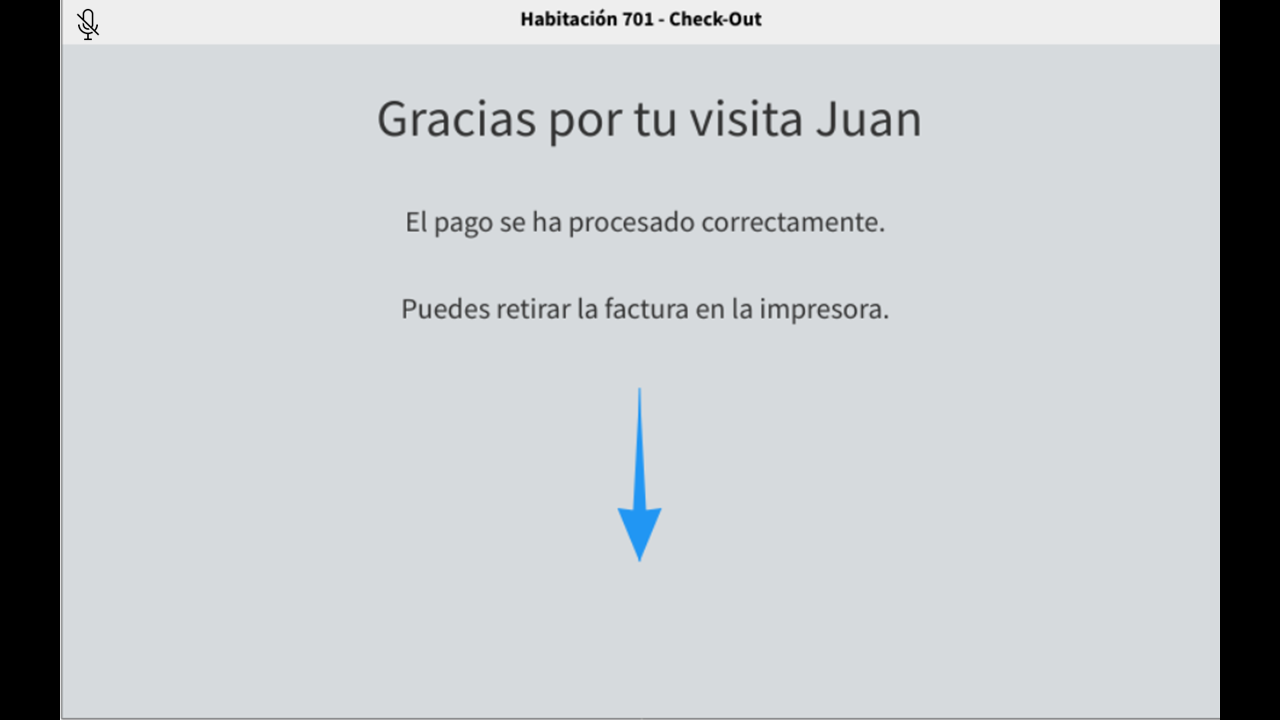 Habitación 701 - Check-Out
Gracias por tu visita Juan
El pago se ha procesado correctamente.
Puedes retirar la factura en la impresora.